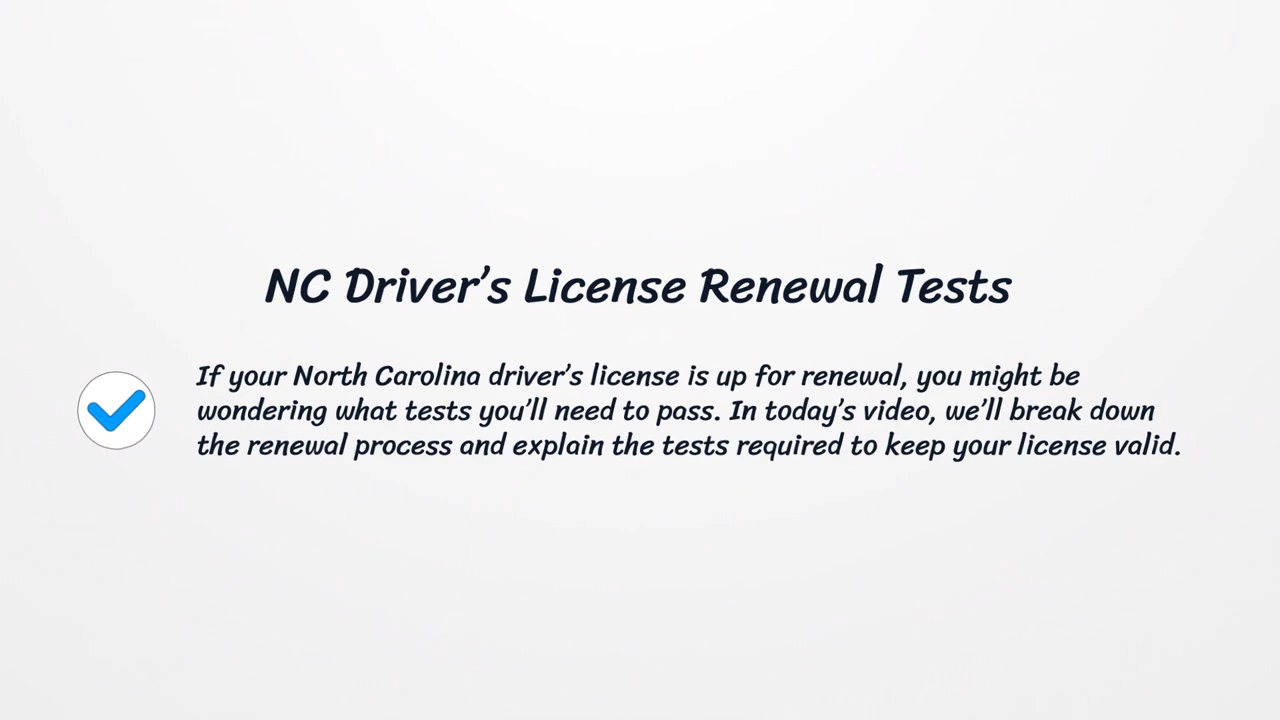 NC Driver’s License Renewal Tests
If your North Carolina driver’s license is up for renewal, you might be
wondering what tests you’ll need to pass. In today’s video, we’ll break down
the renewal process and explain the tests required to keep your license valid.